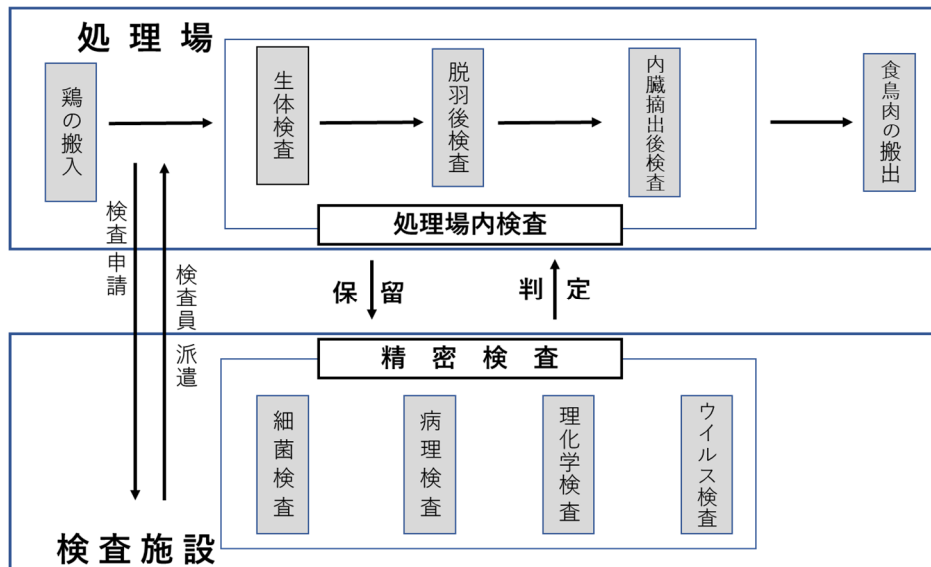 処理場
鶏の搬入
生体検査
脱羽後検査
内臓摘出後検査
食鳥肉の搬出
処理場内検査
検査申請
検査員派遣
保留
判定
精密検査
細菌検査
病理検査
理化学検査
ウイルス検査
検査施設